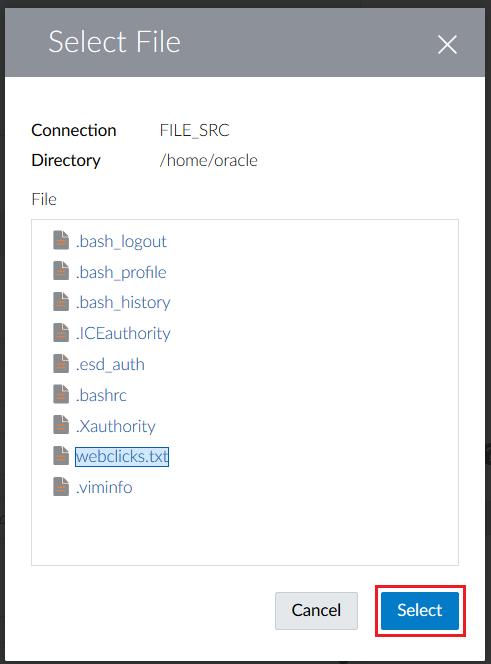 Select File
Connection FILE_SRC
Directory /home/oracle
File
.bash_logout
.bash_profile
.bash_history
.ICEauthority
.esd_auth
.bashrc
.Xauthority
webclicks.txt
.viminfo
Cancel Select